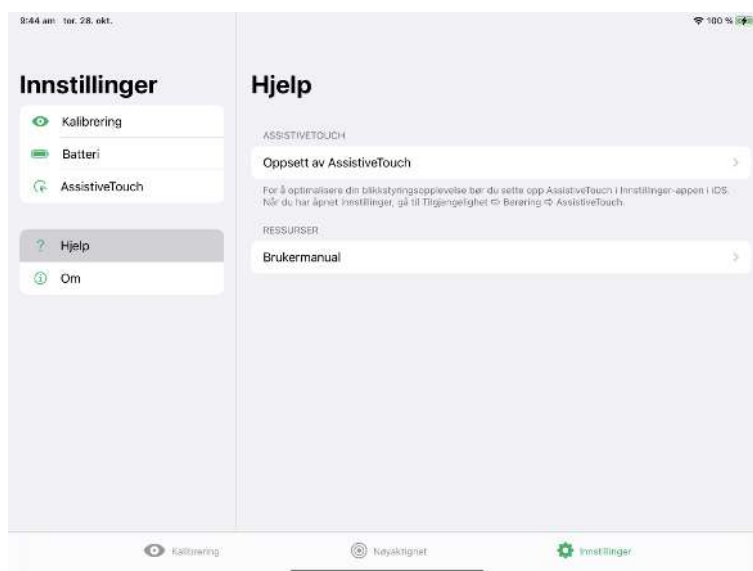 9:44 am tor. 28. okt.
100 %
Innstillinger
Kalibrering
Batteri
AssistiveTouch
Hjelp
Om
Hjelp
ASSISTIVETOUCH
Oppsett av AssistiveTouch
For å optimalisere din blikkstyringsopplevelse bør du sette opp AssistiveTouch i Innstillinger-appen i iOS.
Når du har åpnet Innstillinger, gå til Tilgjengelighet ⇨ Berøring ⇨ AssistiveTouch.
RESSURSER
Brukermanual
Kalibrering
Nøyaktighet
Innstillinger